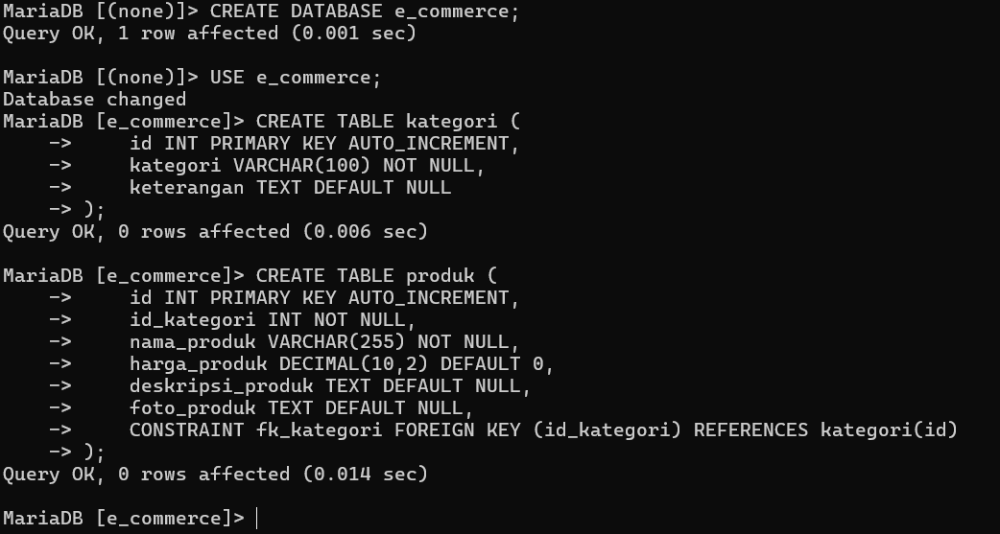 MariaDB [(none)]> CREATE DATABASE e_commerce;
Query OK, 1 row affected (0.001 sec)

MariaDB [(none)]> USE e_commerce;
Database changed
MariaDB [e_commerce]> CREATE TABLE kategori (
    ->     id INT PRIMARY KEY AUTO_INCREMENT,
    ->     kategori VARCHAR(100) NOT NULL,
    ->     keterangan TEXT DEFAULT NULL
    -> );
Query OK, 0 rows affected (0.006 sec)

MariaDB [e_commerce]> CREATE TABLE produk (
    ->     id INT PRIMARY KEY AUTO_INCREMENT,
    ->     id_kategori INT NOT NULL,
    ->     nama_produk VARCHAR(255) NOT NULL,
    ->     harga_produk DECIMAL(10,2) DEFAULT 0,
    ->     deskripsi_produk TEXT DEFAULT NULL,
    ->     foto_produk TEXT DEFAULT NULL,
    ->     CONSTRAINT fk_kategori FOREIGN KEY (id_kategori) REFERENCES kategori(id)
    -> );
Query OK, 0 rows affected (0.014 sec)

MariaDB [e_commerce]>